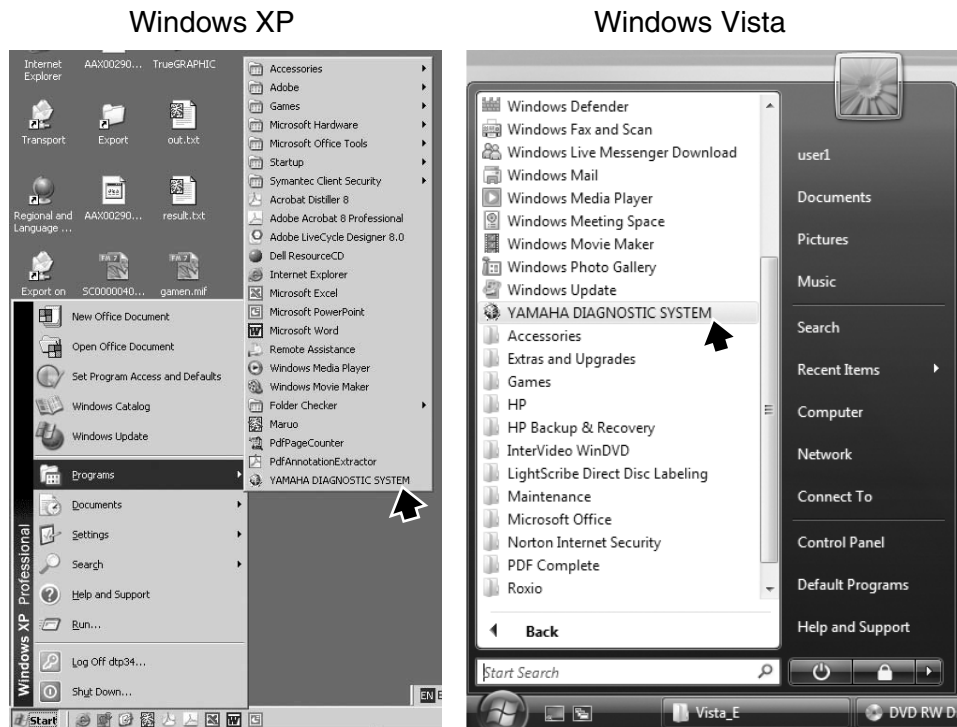 Windows XP
Internet Explorer
AAX00290...
TrueGRAPHIC
Transport
Export
out.txt
Regional and Language ...
AAX00290...
result.txt
Export on
SC0000040...
gamen.mif
Accessories
Adobe
Games
Microsoft Hardware
Microsoft Office Tools
Startup
Symantec Client Security
Acrobat Distiller 8
Adobe Acrobat 8 Professional
Adobe LiveCycle Designer 8.0
Dell ResourceCD
Internet Explorer
Microsoft Excel
Microsoft PowerPoint
Microsoft Word
Remote Assistance
Windows Media Player
Windows Movie Maker
Folder Checker
Maruo
PdfPageCounter
PdfAnnotationExtractor
YAMAHA DIAGNOSTIC SYSTEM
New Office Document
Open Office Document
Set Program Access and Defaults
Windows Catalog
Windows Update
Programs
Documents
Settings
Search
Help and Support
Run...
Log Off dtp34...
Shut Down...
Windows XP Professional
Start
EN
Windows Vista
Windows Defender
Windows Fax and Scan
Windows Live Messenger Download
Windows Mail
Windows Media Player
Windows Meeting Space
Windows Movie Maker
Windows Photo Gallery
Windows Update
YAMAHA DIAGNOSTIC SYSTEM
Accessories
Extras and Upgrades
Games
HP
HP Backup & Recovery
InterVideo WinDVD
LightScribe Direct Disc Labeling
Maintenance
Microsoft Office
Norton Internet Security
PDF Complete
Roxio
Back
Start Search
user1
Documents
Pictures
Music
Search
Recent Items
Computer
Network
Connect To
Control Panel
Default Programs
Help and Support
Vista_E
DVD RW D